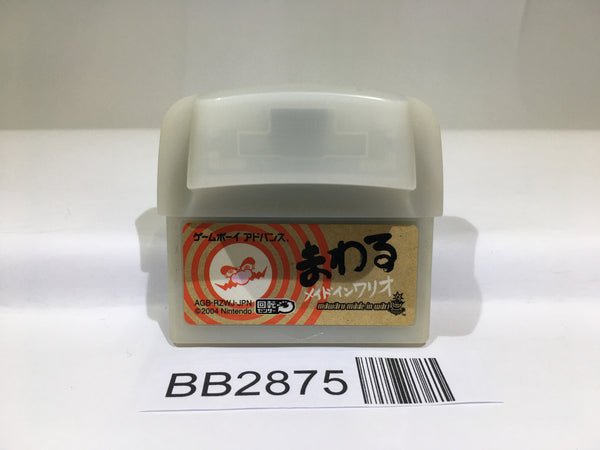 ゲームボーイ アドバンス
まわる
メイドインワリオ
mawaru made in wario
AGB-RZWJ-JPN
©2004 Nintendo
回転
センサー
BB2875